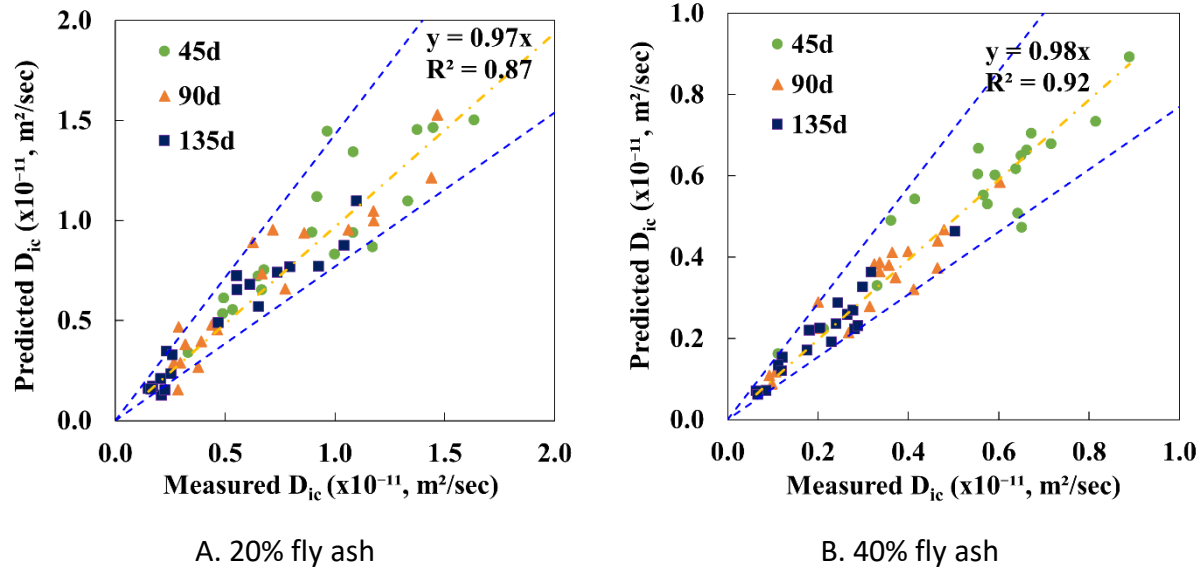 2.0
1.5
1.0
0.5
0.0
0.0 0.5 1.0 1.5 2.0
Predicted D_ic (x10⁻¹¹, m²/sec)
Measured D_ic (x10⁻¹¹, m²/sec)
45d
90d
135d
y = 0.97x
R² = 0.87
A. 20% fly ash
1.0
0.8
0.6
0.4
0.2
0.0
0.0 0.2 0.4 0.6 0.8 1.0
Predicted D_ic (x10⁻¹¹, m²/sec)
Measured D_ic (x10⁻¹¹, m²/sec)
45d
90d
135d
y = 0.98x
R² = 0.92
B. 40% fly ash